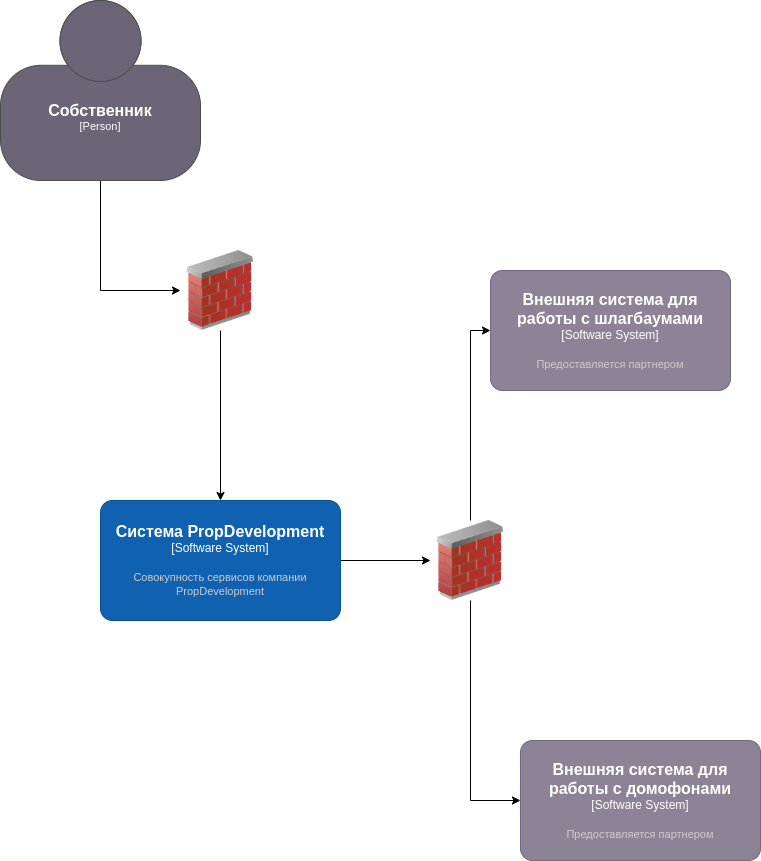 Собственник
[Person]
Внешняя система для
работы с шлагбаумами
[Software System]
Предоставляется партнером
Система PropDevelopment
[Software System]
Совокупность сервисов компании
PropDevelopment
Внешняя система для
работы с домофонами
[Software System]
Предоставляется партнером